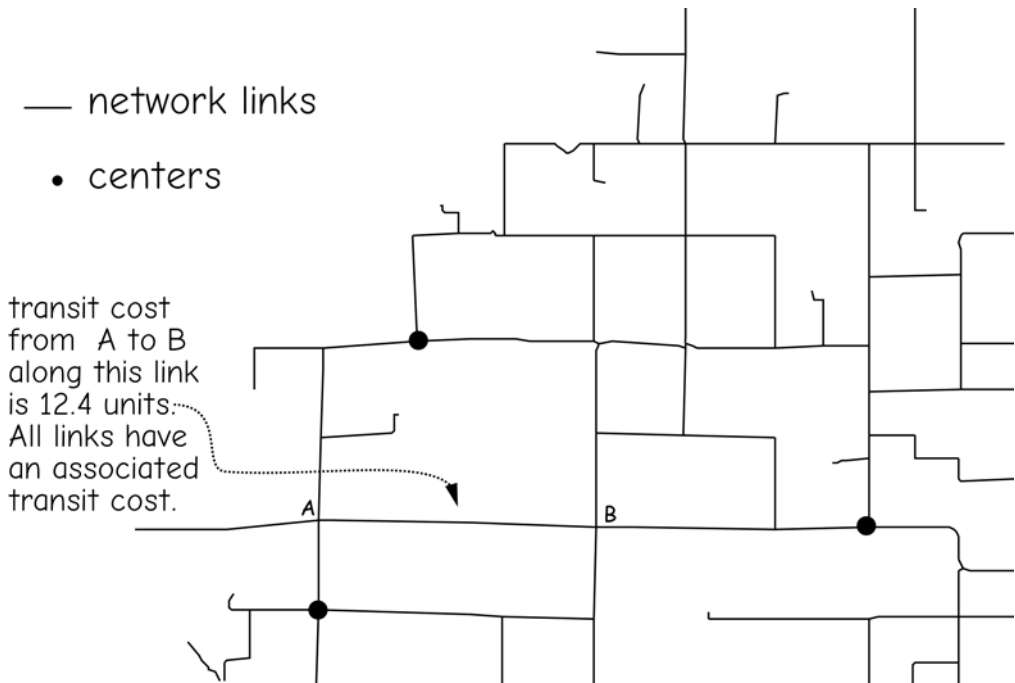 network links
centers
transit cost
from A to B
along this link
is 12.4 units.
All links have
an associated
transit cost.
A
B